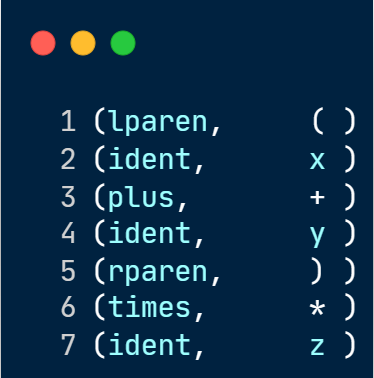 1 (lparen,     ( )
2 (ident,      x )
3 (plus,       + )
4 (ident,      y )
5 (rparen,     ) )
6 (times,      * )
7 (ident,      z )